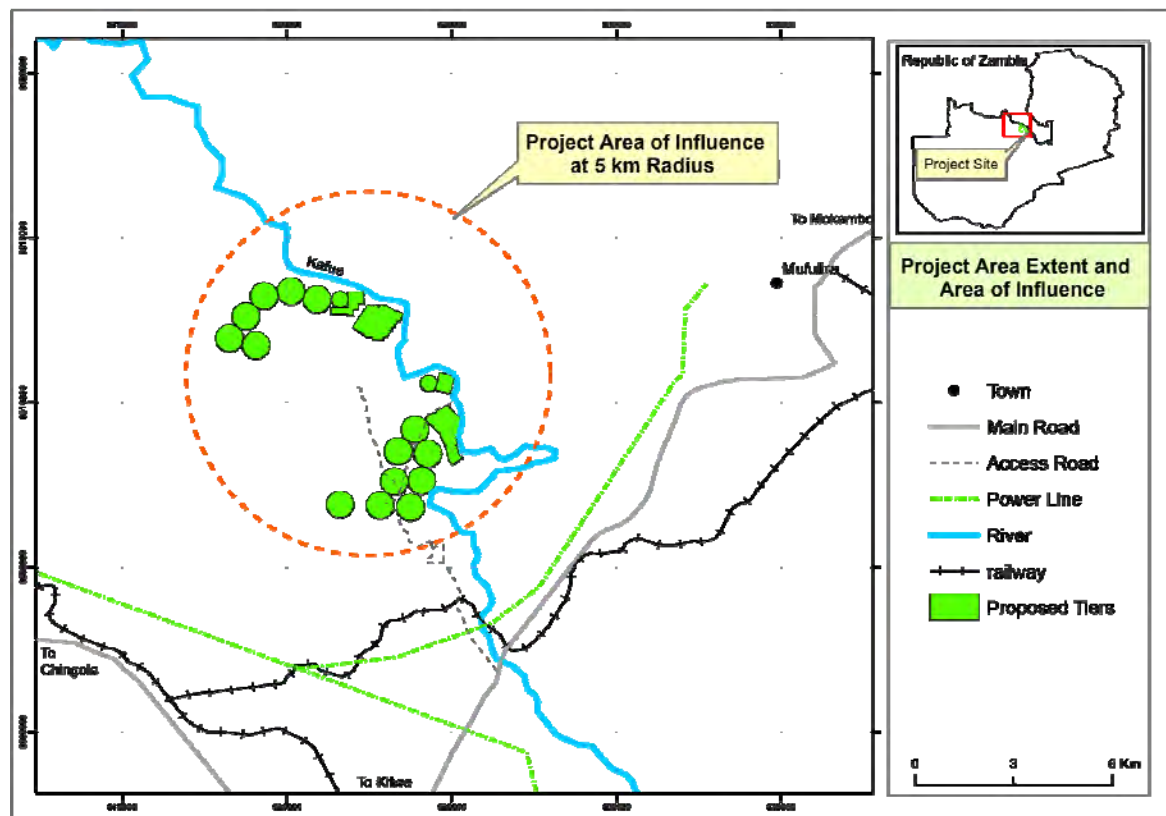 Project Area of Influence
at 5 km Radius
To Mokambo
Mufulira
Kafue
To
Chingola
To Kitwe
Republic of Zambia
Project Site
Project Area Extent and
Area of Influence
Town
Main Road
Access Road
Power Line
River
railway
Proposed Tiers
0 3 6 Km